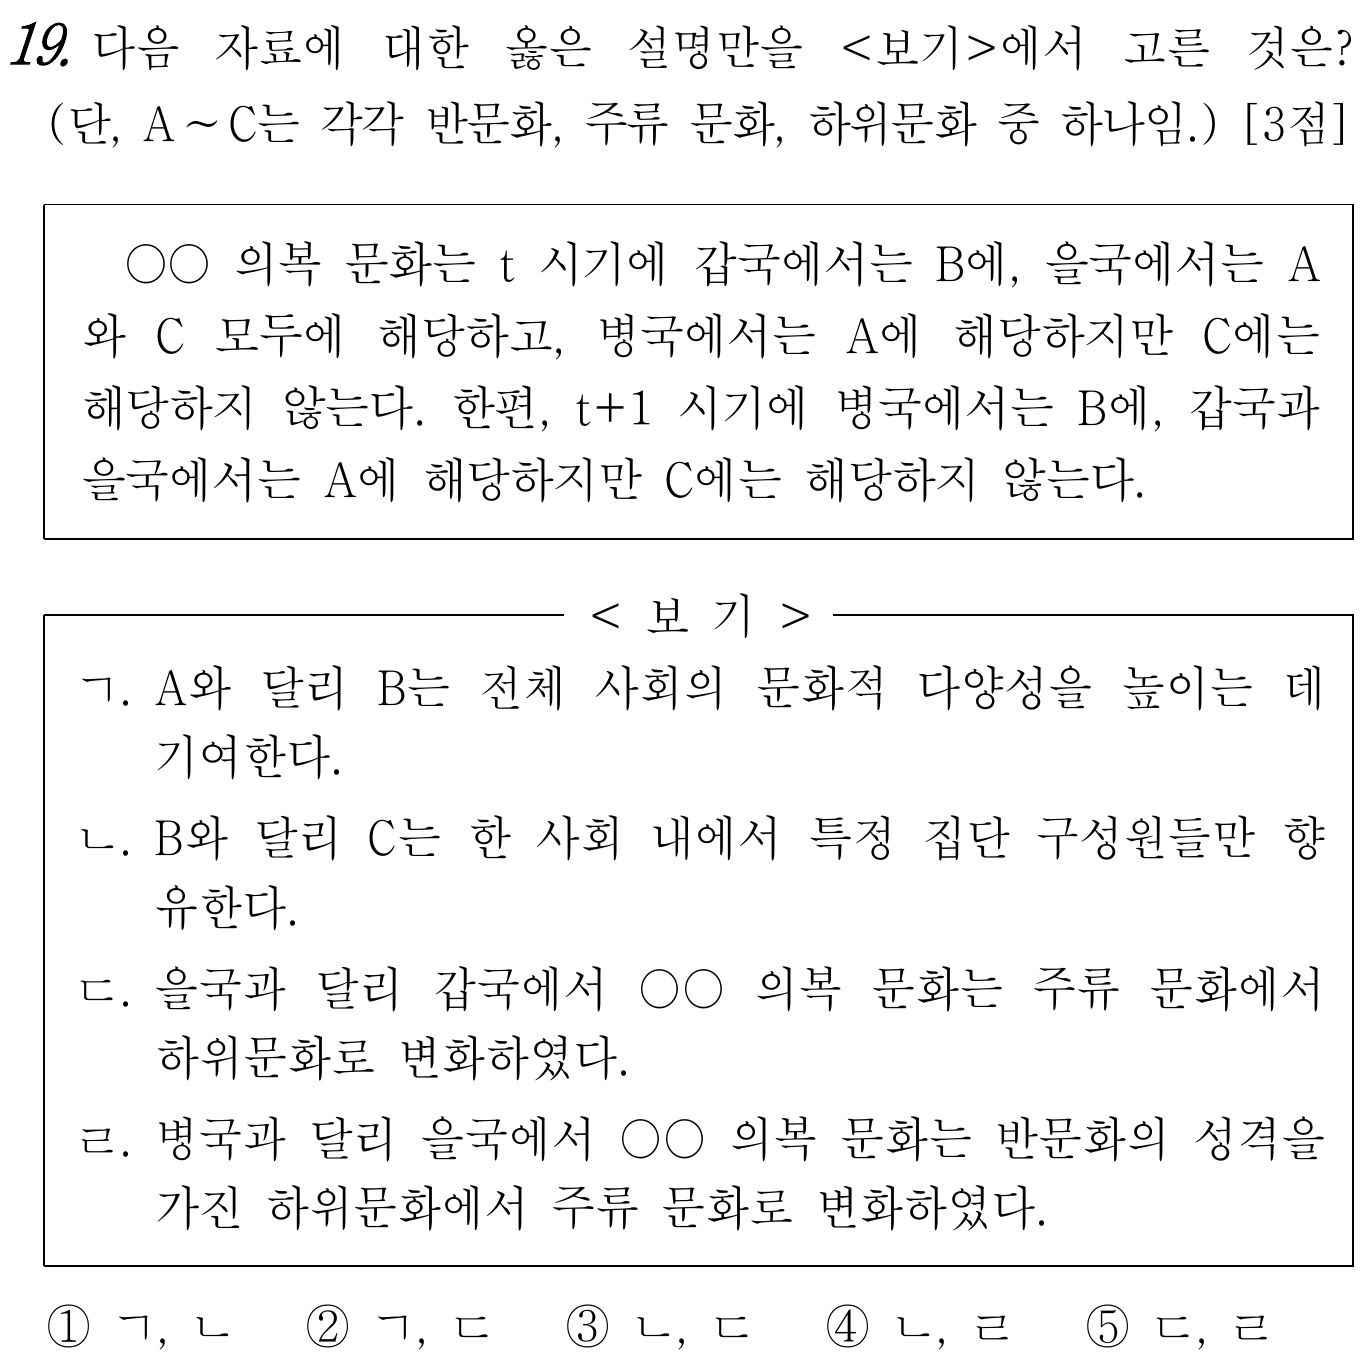 19. 다음 자료에 대한 옳은 설명만을 <보기>에서 고른 것은?
(단, A～C는 각각 반문화, 주류 문화, 하위문화 중 하나임.) [3점]
○○ 의복 문화는 t 시기에 갑국에서는 B에, 을국에서는 A
와 C 모두에 해당하고, 병국에서는 A에 해당하지만 C에는
해당하지 않는다. 한편, t+1 시기에 병국에서는 B에, 갑국과
을국에서는 A에 해당하지만 C에는 해당하지 않는다.
< 보 기 >
ㄱ. A와 달리 B는 전체 사회의 문화적 다양성을 높이는 데
기여한다.
ㄴ. B와 달리 C는 한 사회 내에서 특정 집단 구성원들만 향
유한다.
ㄷ. 을국과 달리 갑국에서 ○○ 의복 문화는 주류 문화에서
하위문화로 변화하였다.
ㄹ. 병국과 달리 을국에서 ○○ 의복 문화는 반문화의 성격을
가진 하위문화에서 주류 문화로 변화하였다.
① ㄱ, ㄴ ② ㄱ, ㄷ ③ ㄴ, ㄷ ④ ㄴ, ㄹ ⑤ ㄷ, ㄹ